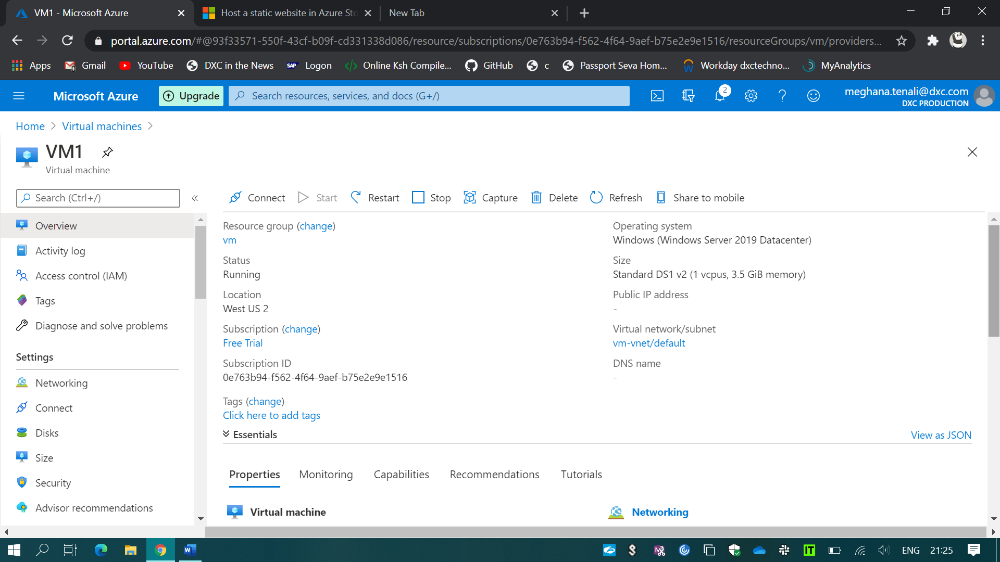 VM1 - Microsoft Azure
Host a static website in Azure Sto
New Tab
portal.azure.com/#@93f33571-550f-43cf-b09f-cd331338d086/resource/subscriptions/0e763b94-f562-4f64-9aef-b75e2e9e1516/resourceGroups/vm/providers...
Apps Gmail YouTube DXC in the News SAP Logon Online Ksh Compile... GitHub c Passport Seva Hom... Workday dxctechno... MyAnalytics
Microsoft Azure Upgrade Search resources, services, and docs (G+/) 2 meghana.tenali@dxc.com
DXC PRODUCTION
Home > Virtual machines >
VM1
Virtual machine
Search (Ctrl+/)
Overview
Activity log
Access control (IAM)
Tags
Diagnose and solve problems
Settings
Networking
Connect
Disks
Size
Security
Advisor recommendations
Connect Start Restart Stop Capture Delete Refresh Share to mobile
Resource group (change)
vm
Status
Running
Location
West US 2
Subscription (change)
Free Trial
Subscription ID
0e763b94-f562-4f64-9aef-b75e2e9e1516
Tags (change)
Click here to add tags
Operating system
Windows (Windows Server 2019 Datacenter)
Size
Standard DS1 v2 (1 vcpus, 3.5 GiB memory)
Public IP address
-
Virtual network/subnet
vm-vnet/default
DNS name
-
Essentials
View as JSON
Properties Monitoring Capabilities Recommendations Tutorials
Virtual machine
Networking
ENG 21:25